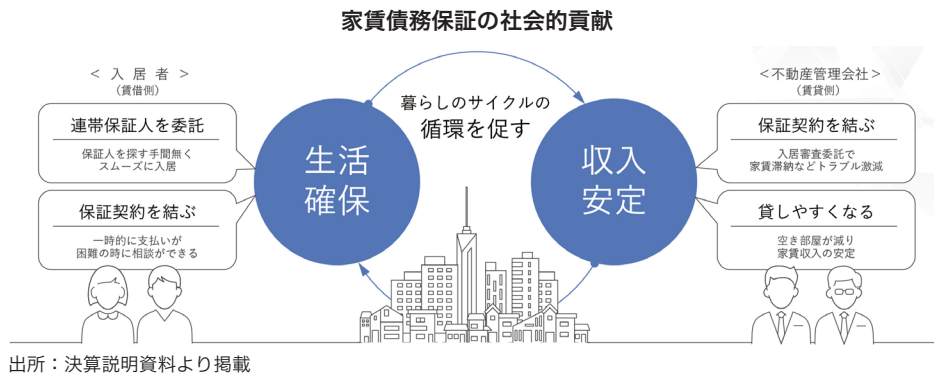 家賃債務保証の社会的貢献
＜ 入 居 者 ＞
（賃借側）
連帯保証人を委託
保証人を探す手間無く
スムーズに入居
保証契約を結ぶ
一時的に支払いが
困難の時に相談ができる
生活
確保
暮らしのサイクルの
循環を促す
収入
安定
＜不動産管理会社＞
（賃貸側）
保証契約を結ぶ
入居審査委託で
家賃滞納などトラブル激減
貸しやすくなる
空き部屋が減り
家賃収入の安定
出所：決算説明資料より掲載